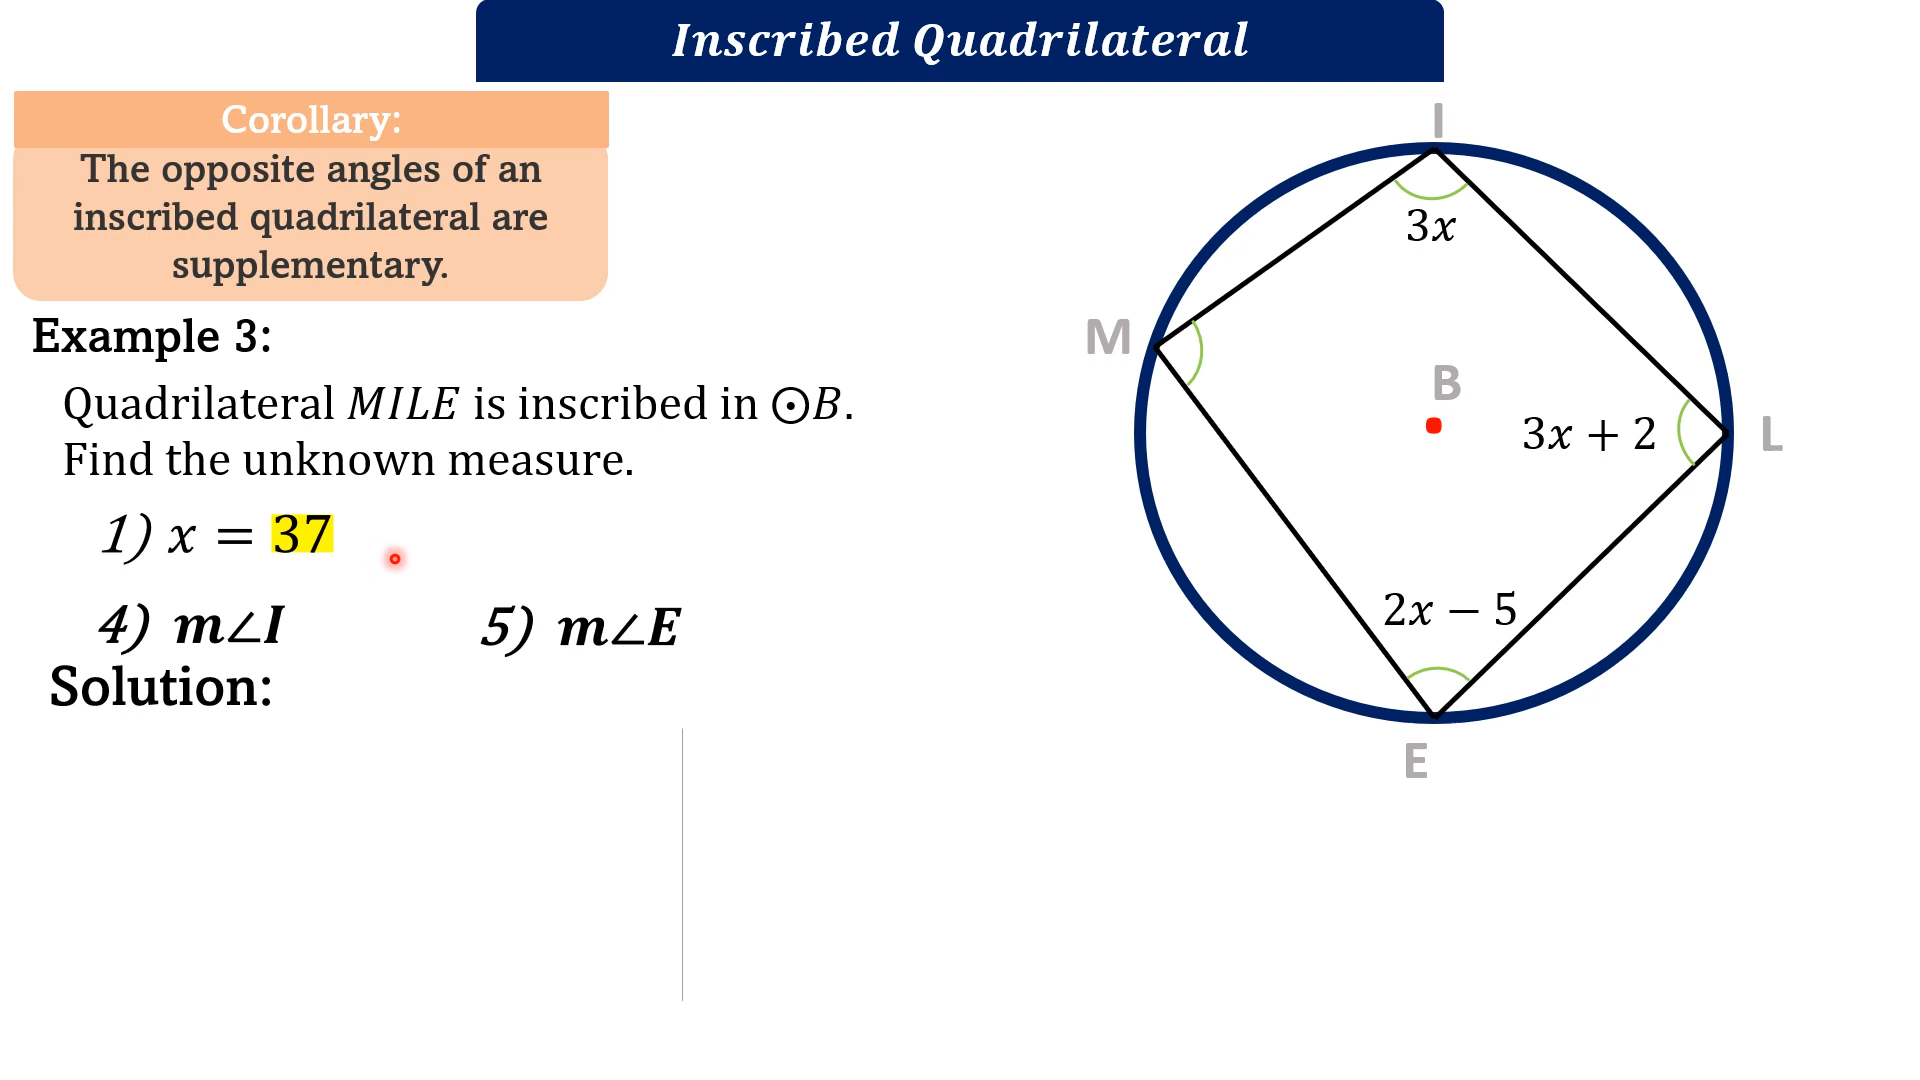 Inscribed Quadrilateral
Corollary:
The opposite angles of an
inscribed quadrilateral are
supplementary.
Example 3:
Quadrilateral MILE is inscribed in ⨀B.
Find the unknown measure.
1) x = 37
4) m∠I
5) m∠E
Solution:
I
3x
M
B
3x + 2
L
2x − 5
E